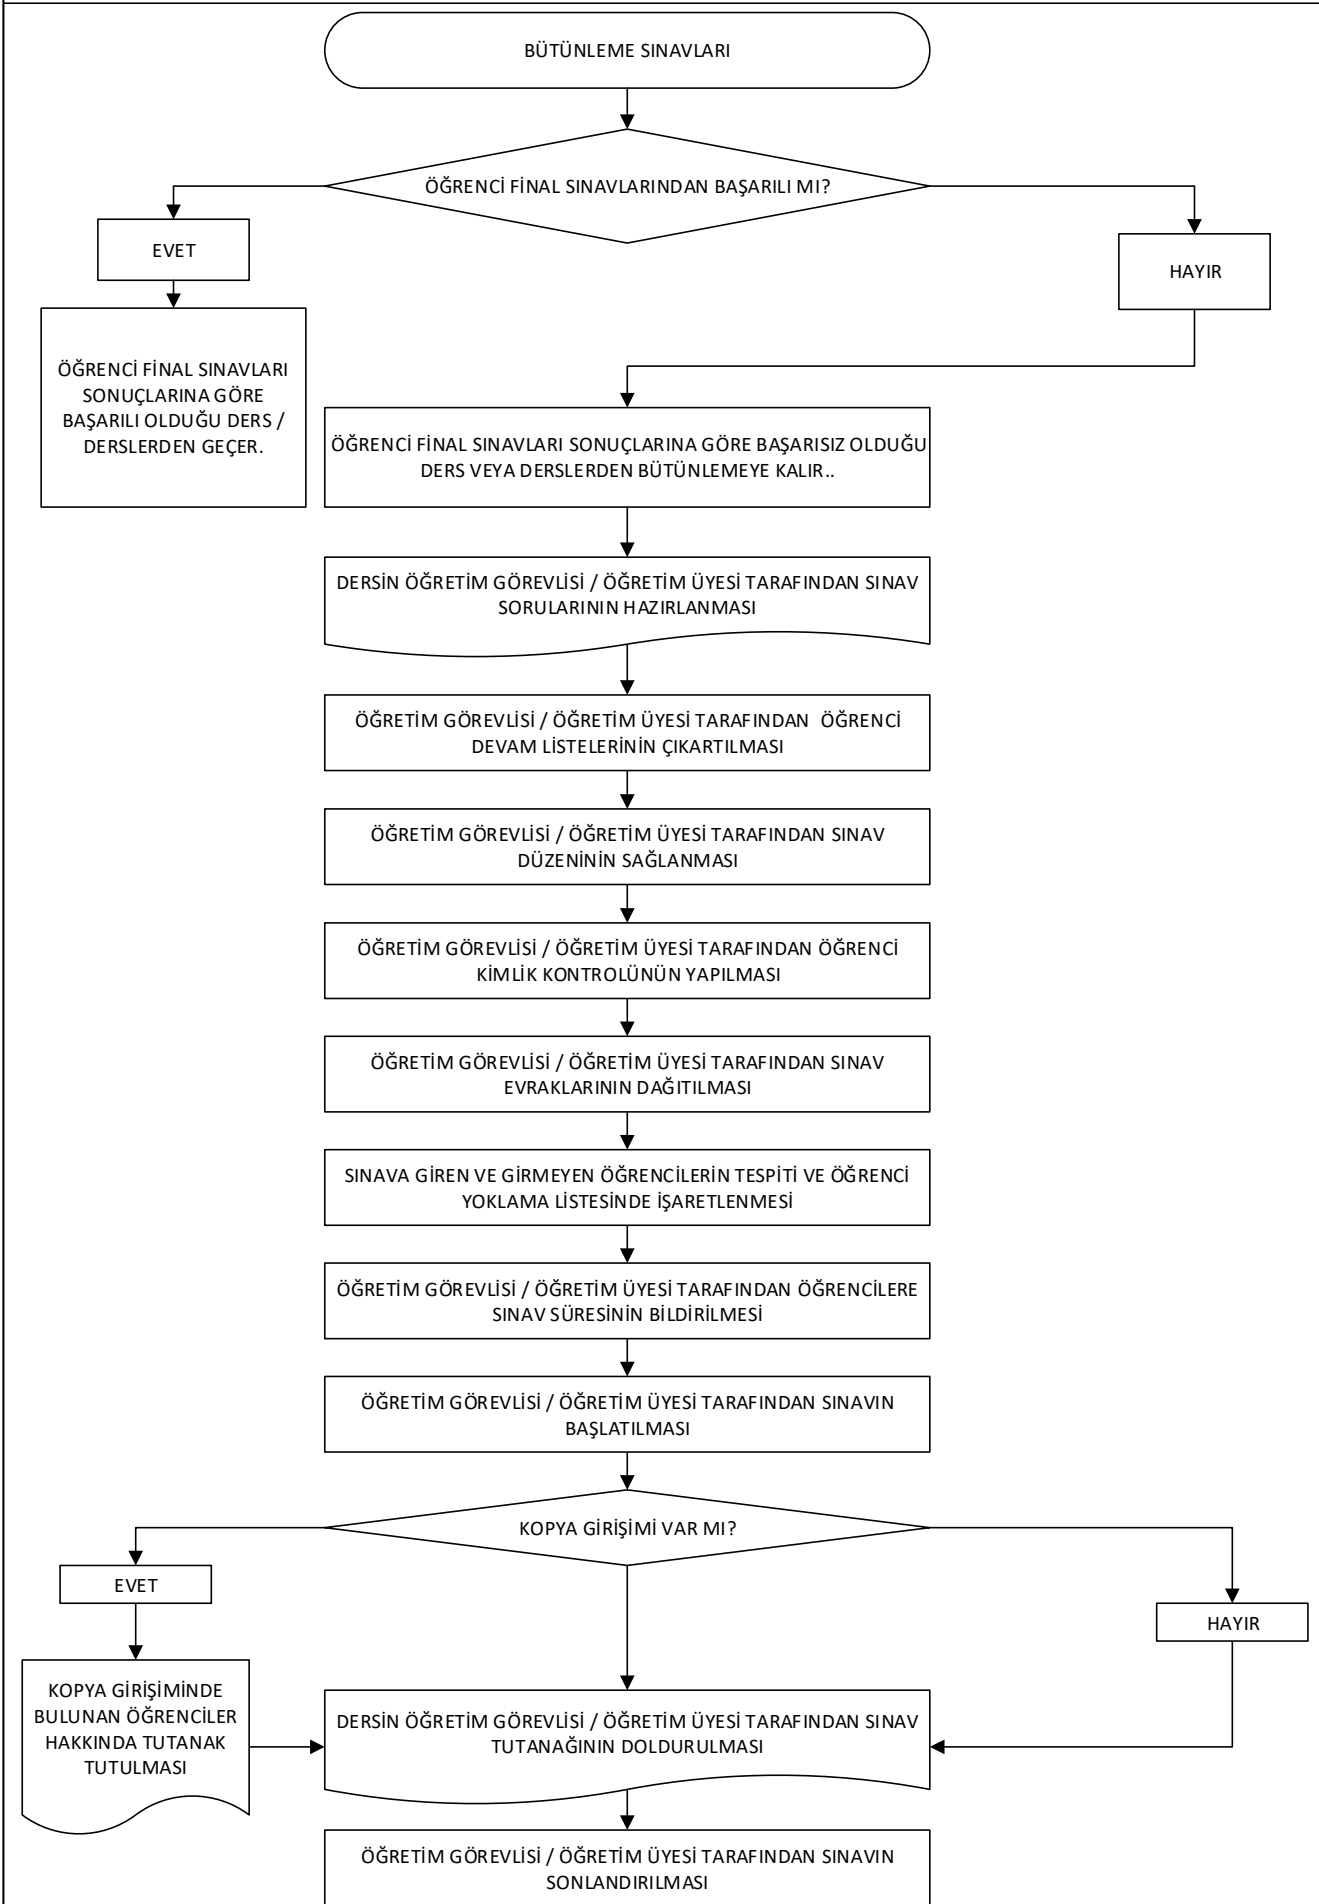 BÜTÜNLEME SINAVLARI
ÖĞRENCİ FİNAL SINAVLARINDAN BAŞARILI MI?
EVET
HAYIR
ÖĞRENCİ FİNAL SINAVLARI
SONUÇLARINA GÖRE
BAŞARILI OLDUĞU DERS /
DERSLERDEN GEÇER.
ÖĞRENCİ FİNAL SINAVLARI SONUÇLARINA GÖRE BAŞARISIZ OLDUĞU
DERS VEYA DERSLERDEN BÜTÜNLEMEYE KALIR..
DERSİN ÖĞRETİM GÖREVLİSİ / ÖĞRETİM ÜYESİ TARAFINDAN SINAV
SORULARININ HAZIRLANMASI
ÖĞRETİM GÖREVLİSİ / ÖĞRETİM ÜYESİ TARAFINDAN  ÖĞRENCİ
DEVAM LİSTELERİNİN ÇIKARTILMASI
ÖĞRETİM GÖREVLİSİ / ÖĞRETİM ÜYESİ TARAFINDAN SINAV
DÜZENİNİN SAĞLANMASI
ÖĞRETİM GÖREVLİSİ / ÖĞRETİM ÜYESİ TARAFINDAN ÖĞRENCİ
KİMLİK KONTROLÜNÜN YAPILMASI
ÖĞRETİM GÖREVLİSİ / ÖĞRETİM ÜYESİ TARAFINDAN SINAV
EVRAKLARININ DAĞITILMASI
SINAVA GİREN VE GİRMEYEN ÖĞRENCİLERİN TESPİTİ VE ÖĞRENCİ
YOKLAMA LİSTESİNDE İŞARETLENMESİ
ÖĞRETİM GÖREVLİSİ / ÖĞRETİM ÜYESİ TARAFINDAN ÖĞRENCİLERE
SINAV SÜRESİNİN BİLDİRİLMESİ
ÖĞRETİM GÖREVLİSİ / ÖĞRETİM ÜYESİ TARAFINDAN SINAVIN
BAŞLATILMASI
KOPYA GİRİŞİMİ VAR MI?
EVET
HAYIR
KOPYA GİRİŞİMİNDE
BULUNAN ÖĞRENCİLER
HAKKINDA TUTANAK
TUTULMASI
DERSİN ÖĞRETİM GÖREVLİSİ / ÖĞRETİM ÜYESİ TARAFINDAN SINAV
TUTANAĞININ DOLDURULMASI
ÖĞRETİM GÖREVLİSİ / ÖĞRETİM ÜYESİ TARAFINDAN SINAVIN
SONLANDIRILMASI